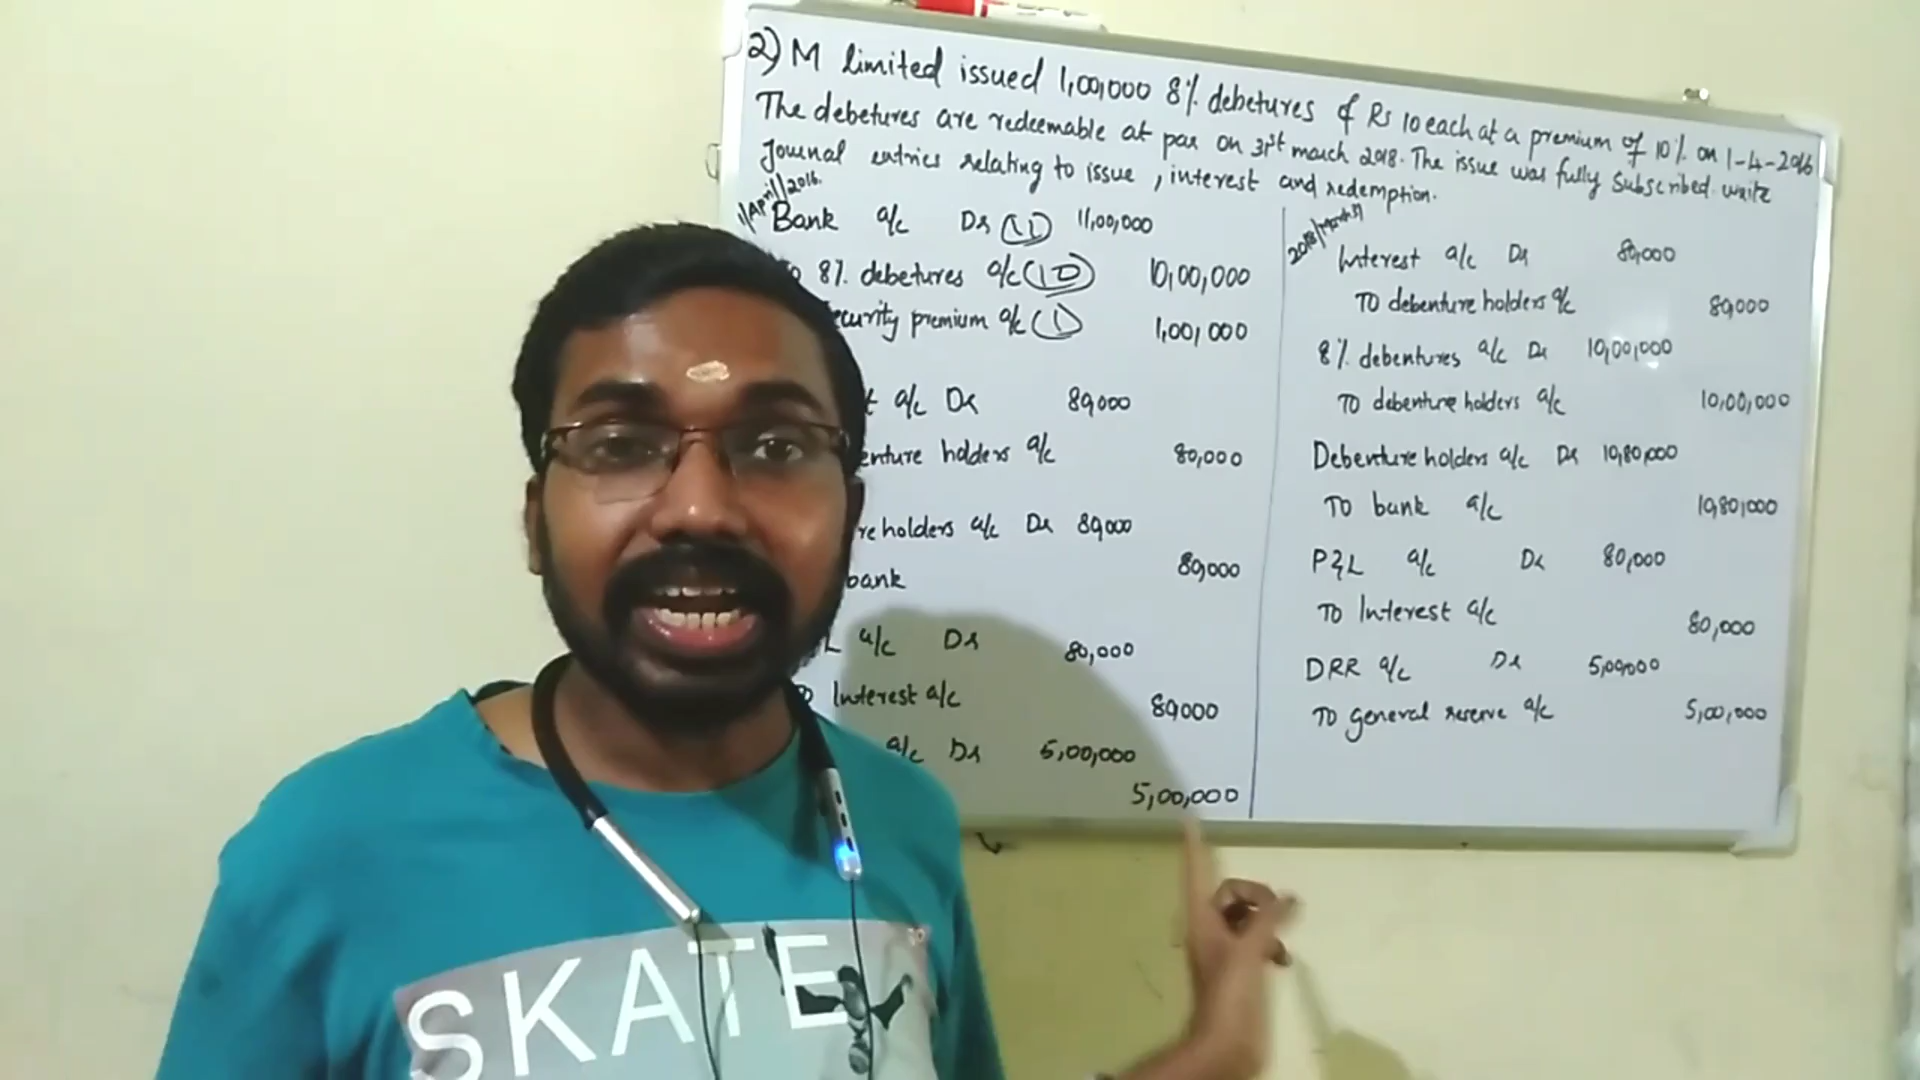 2) M limited issued 1,00,000 8% debetures of Rs 10 each at a premium of 10% on 1-4-2016
The debetures are redeemable at par on 31st march 2018. The issue was fully subscribed. write
Journal entries relating to issue, interest and redemption.
1/April/2016.
Bank a/c Dr (11) 11,00,000
8% debetures a/c (10) 10,00,000
ecurity premium a/c (1) 1,00,000
t a/c Dr 80,000
enture holders a/c 80,000
re holders a/c Dr 80,000
bank 80,000
L a/c Dr 80,000
Interest a/c 80,000
a/c Dr 5,00,000
5,00,000
2018/March31
Interest a/c Dr 80,000
To debenture holders a/c 80,000
8% debentures a/c Dr 10,00,000
To debenture holders a/c 10,00,000
Debenture holders a/c Dr 10,80,000
To bank a/c 10,80,000
P&L a/c Dr 80,000
To Interest a/c 80,000
DRR a/c Dr 5,00,000
To general reserve a/c 5,00,000
SKATE